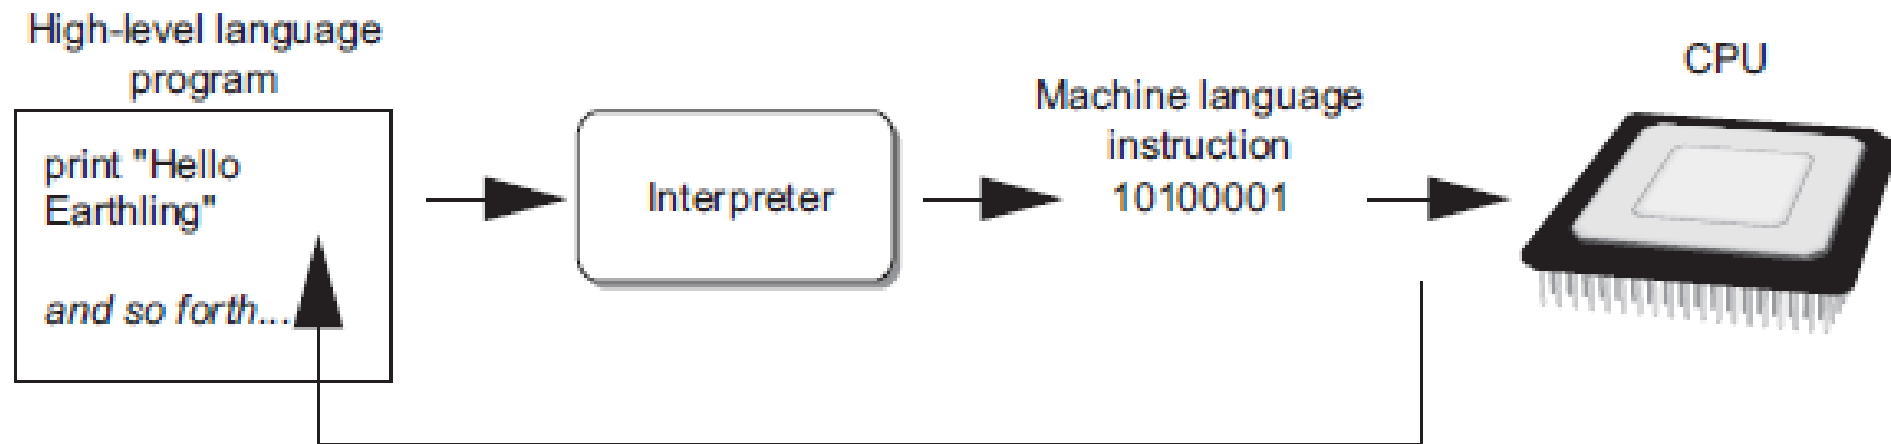 High-level language
program
print "Hello
Earthling"
and so forth...
Interpreter
Machine language
instruction
10100001
CPU